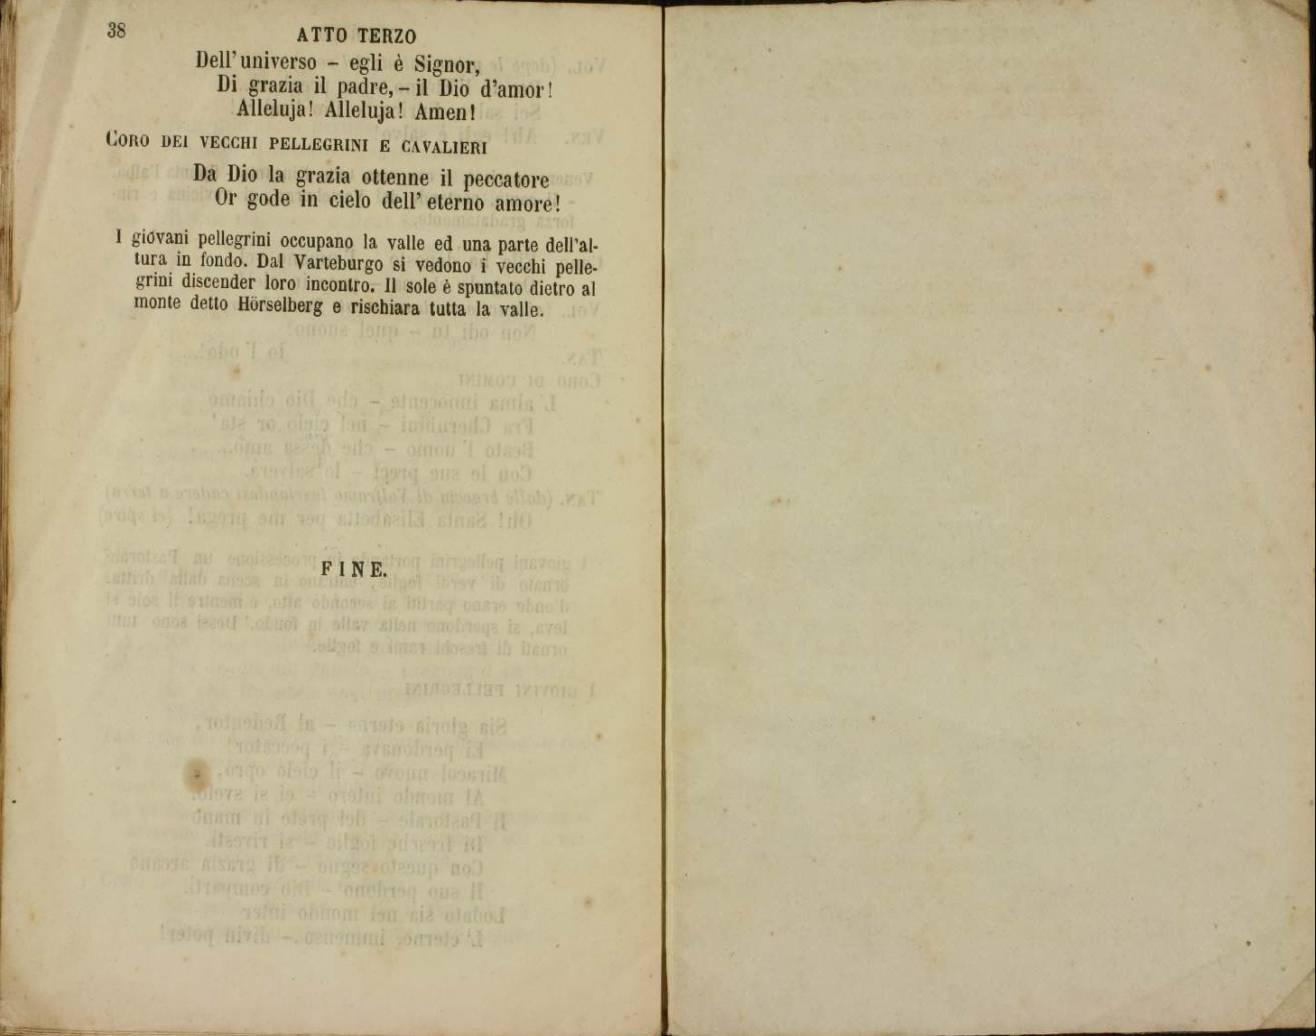 38
ATTO TERZO
Dell'universo – egli è Signor,
Di grazia il padre, – il Dio d'amor!
Alleluja! Alleluja! Amen!
CORO DEI VECCHI PELLEGRINI E CAVALIERI
Da Dio la grazia ottenne il peccatore
Or gode in cielo dell' eterno amore!
I giovani pellegrini occupano la valle ed una parte dell'al-
tura in fondo. Dal Varteburgo si vedono i vecchi pelle-
grini discender loro incontro. Il sole è spuntato dietro al
monte detto Hörselberg e rischiara tutta la valle.
FINE.